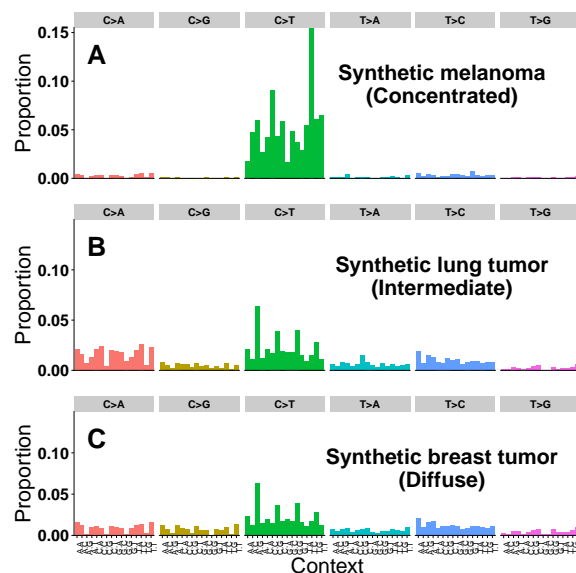 C>A C>G C>T T>A T>C T>G
A
Synthetic melanoma
(Concentrated)
Proportion
0.15
0.10
0.05
0.00
C>A C>G C>T T>A T>C T>G
B
Synthetic lung tumor
(Intermediate)
Proportion
0.10
0.05
0.00
C>A C>G C>T T>A T>C T>G
C
Synthetic breast tumor
(Diffuse)
Proportion
0.10
0.05
0.00
Context